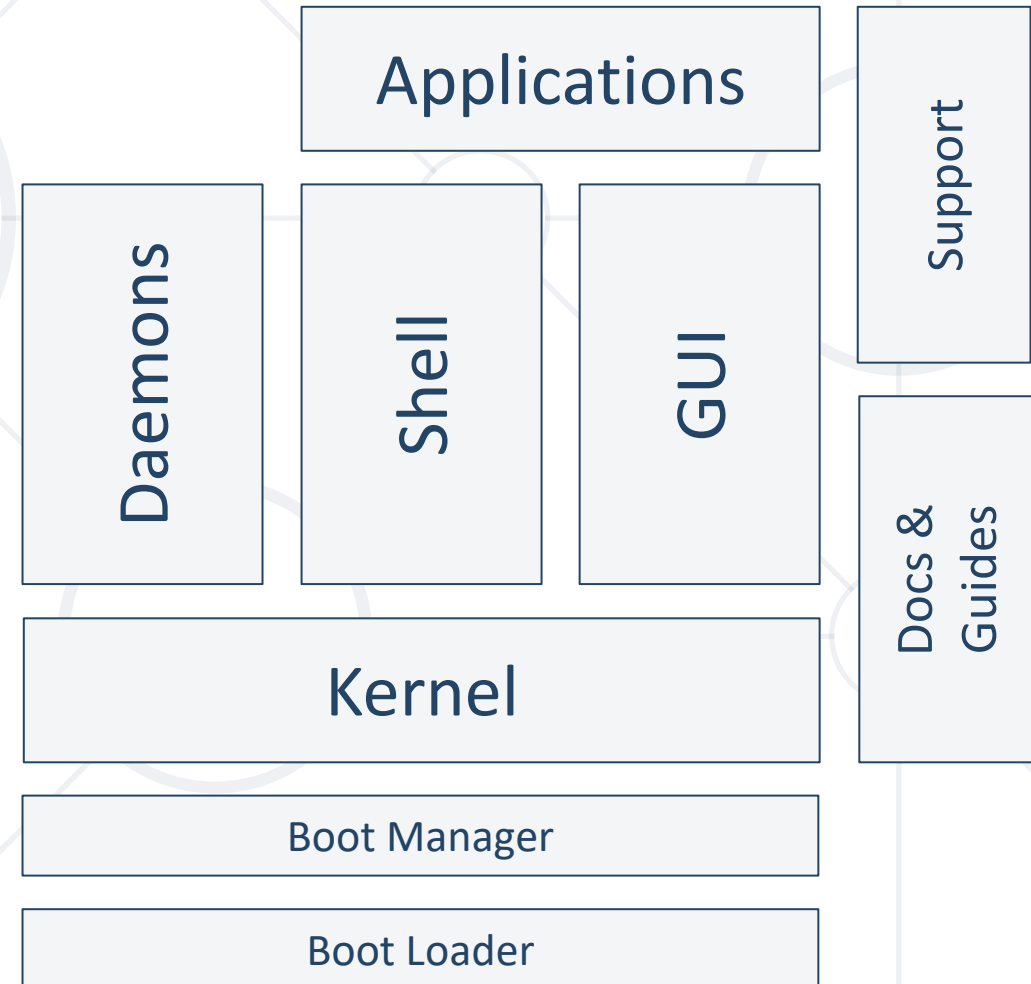 Applications
Support
Daemons
Shell
GUI
Docs &
Guides
Kernel
Boot Manager
Boot Loader